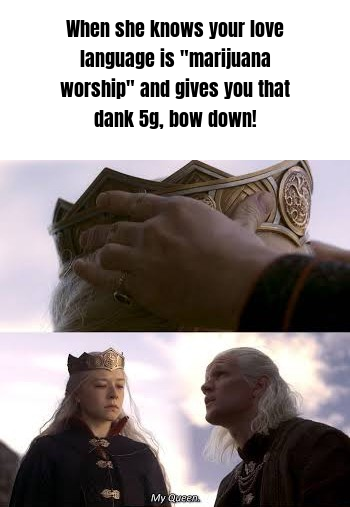 When she knows your love
language is "marijuana
worship" and gives you that
dank 5g, bow down!
My Queen.